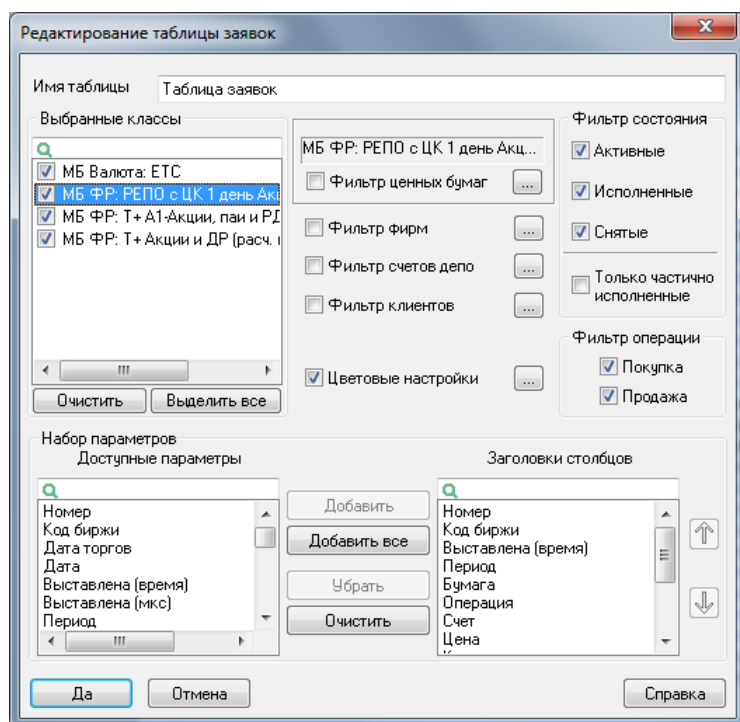 Редактирование таблицы заявок
Имя таблицы
Таблица заявок
Выбранные классы
МБ Валюта: ЕТС
МБ ФР: РЕПО с ЦК 1 день Ак
МБ ФР: Т+ А1-Акции, паи и РД
МБ ФР: Т+ Акции и ДР (расч.
Очистить
Выделить все
МБ ФР: РЕПО с ЦК 1 день Акц...
Фильтр ценных бумаг
...
Фильтр фирм
...
Фильтр счетов депо
...
Фильтр клиентов
...
Цветовые настройки
...
Фильтр состояния
Активные
Исполненные
Снятые
Только частично
исполненные
Фильтр операции
Покупка
Продажа
Набор параметров
Доступные параметры
Номер
Код биржи
Дата торгов
Дата
Выставлена (время)
Выставлена (мкс)
Период
Добавить
Добавить все
Убрать
Очистить
Заголовки столбцов
Номер
Код биржи
Выставлена (время)
Период
Бумага
Операция
Счет
Цена
Да
Отмена
Справка